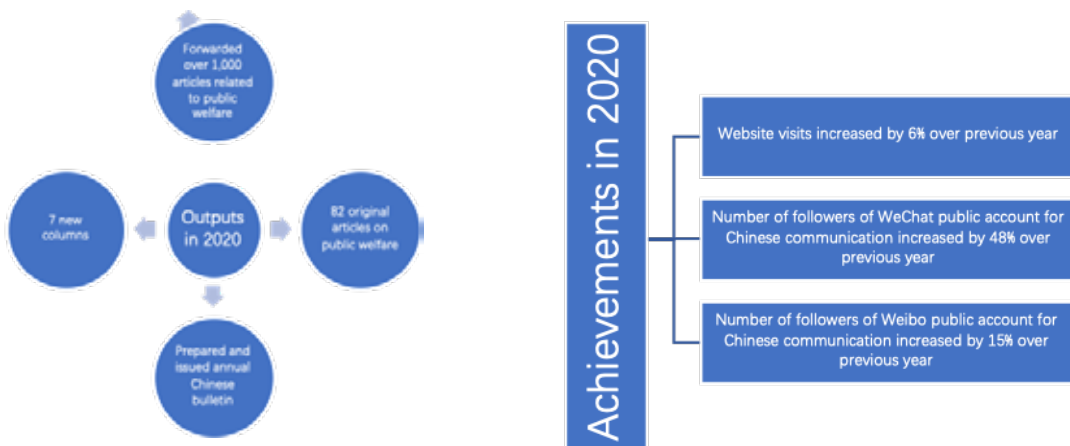 Forwarded
over 1,000
articles related
to public
welfare
7 new
columns
Outputs
in 2020
82 original
articles on
public welfare
Prepared and
issued annual
Chinese
bulletin
Achievements in 2020
Website visits increased by 6% over previous year
Number of followers of WeChat public account for
Chinese communication increased by 48% over
previous year
Number of followers of Weibo public account for
Chinese communication increased by 15% over
previous year